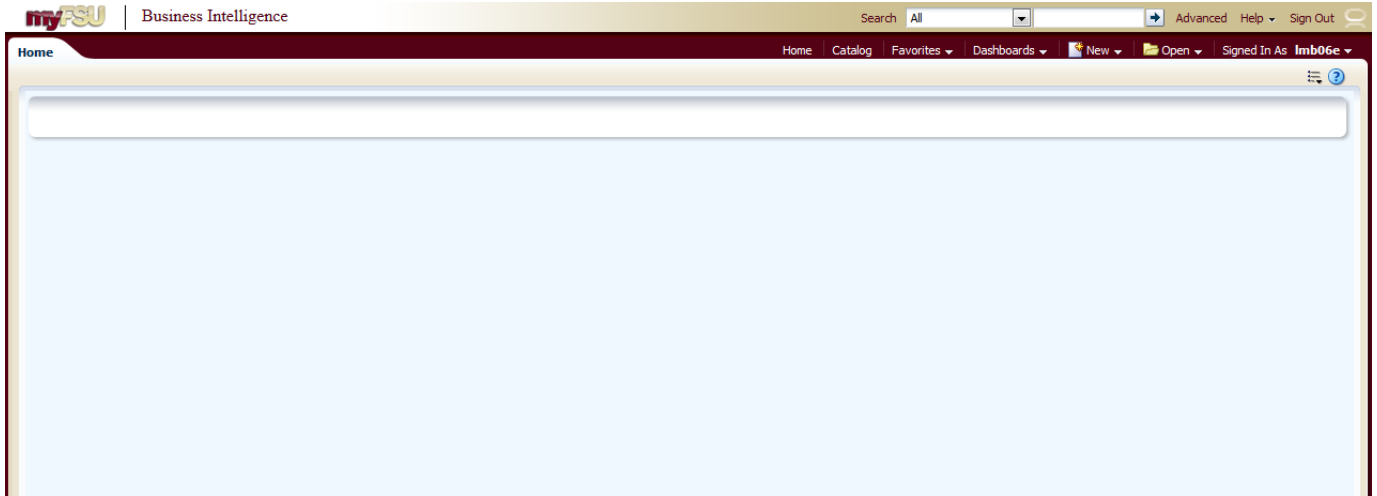 myFSU Business Intelligence Search All Advanced Help Sign Out
Home Home Catalog Favorites Dashboards New Open Signed In As lmb06e
?